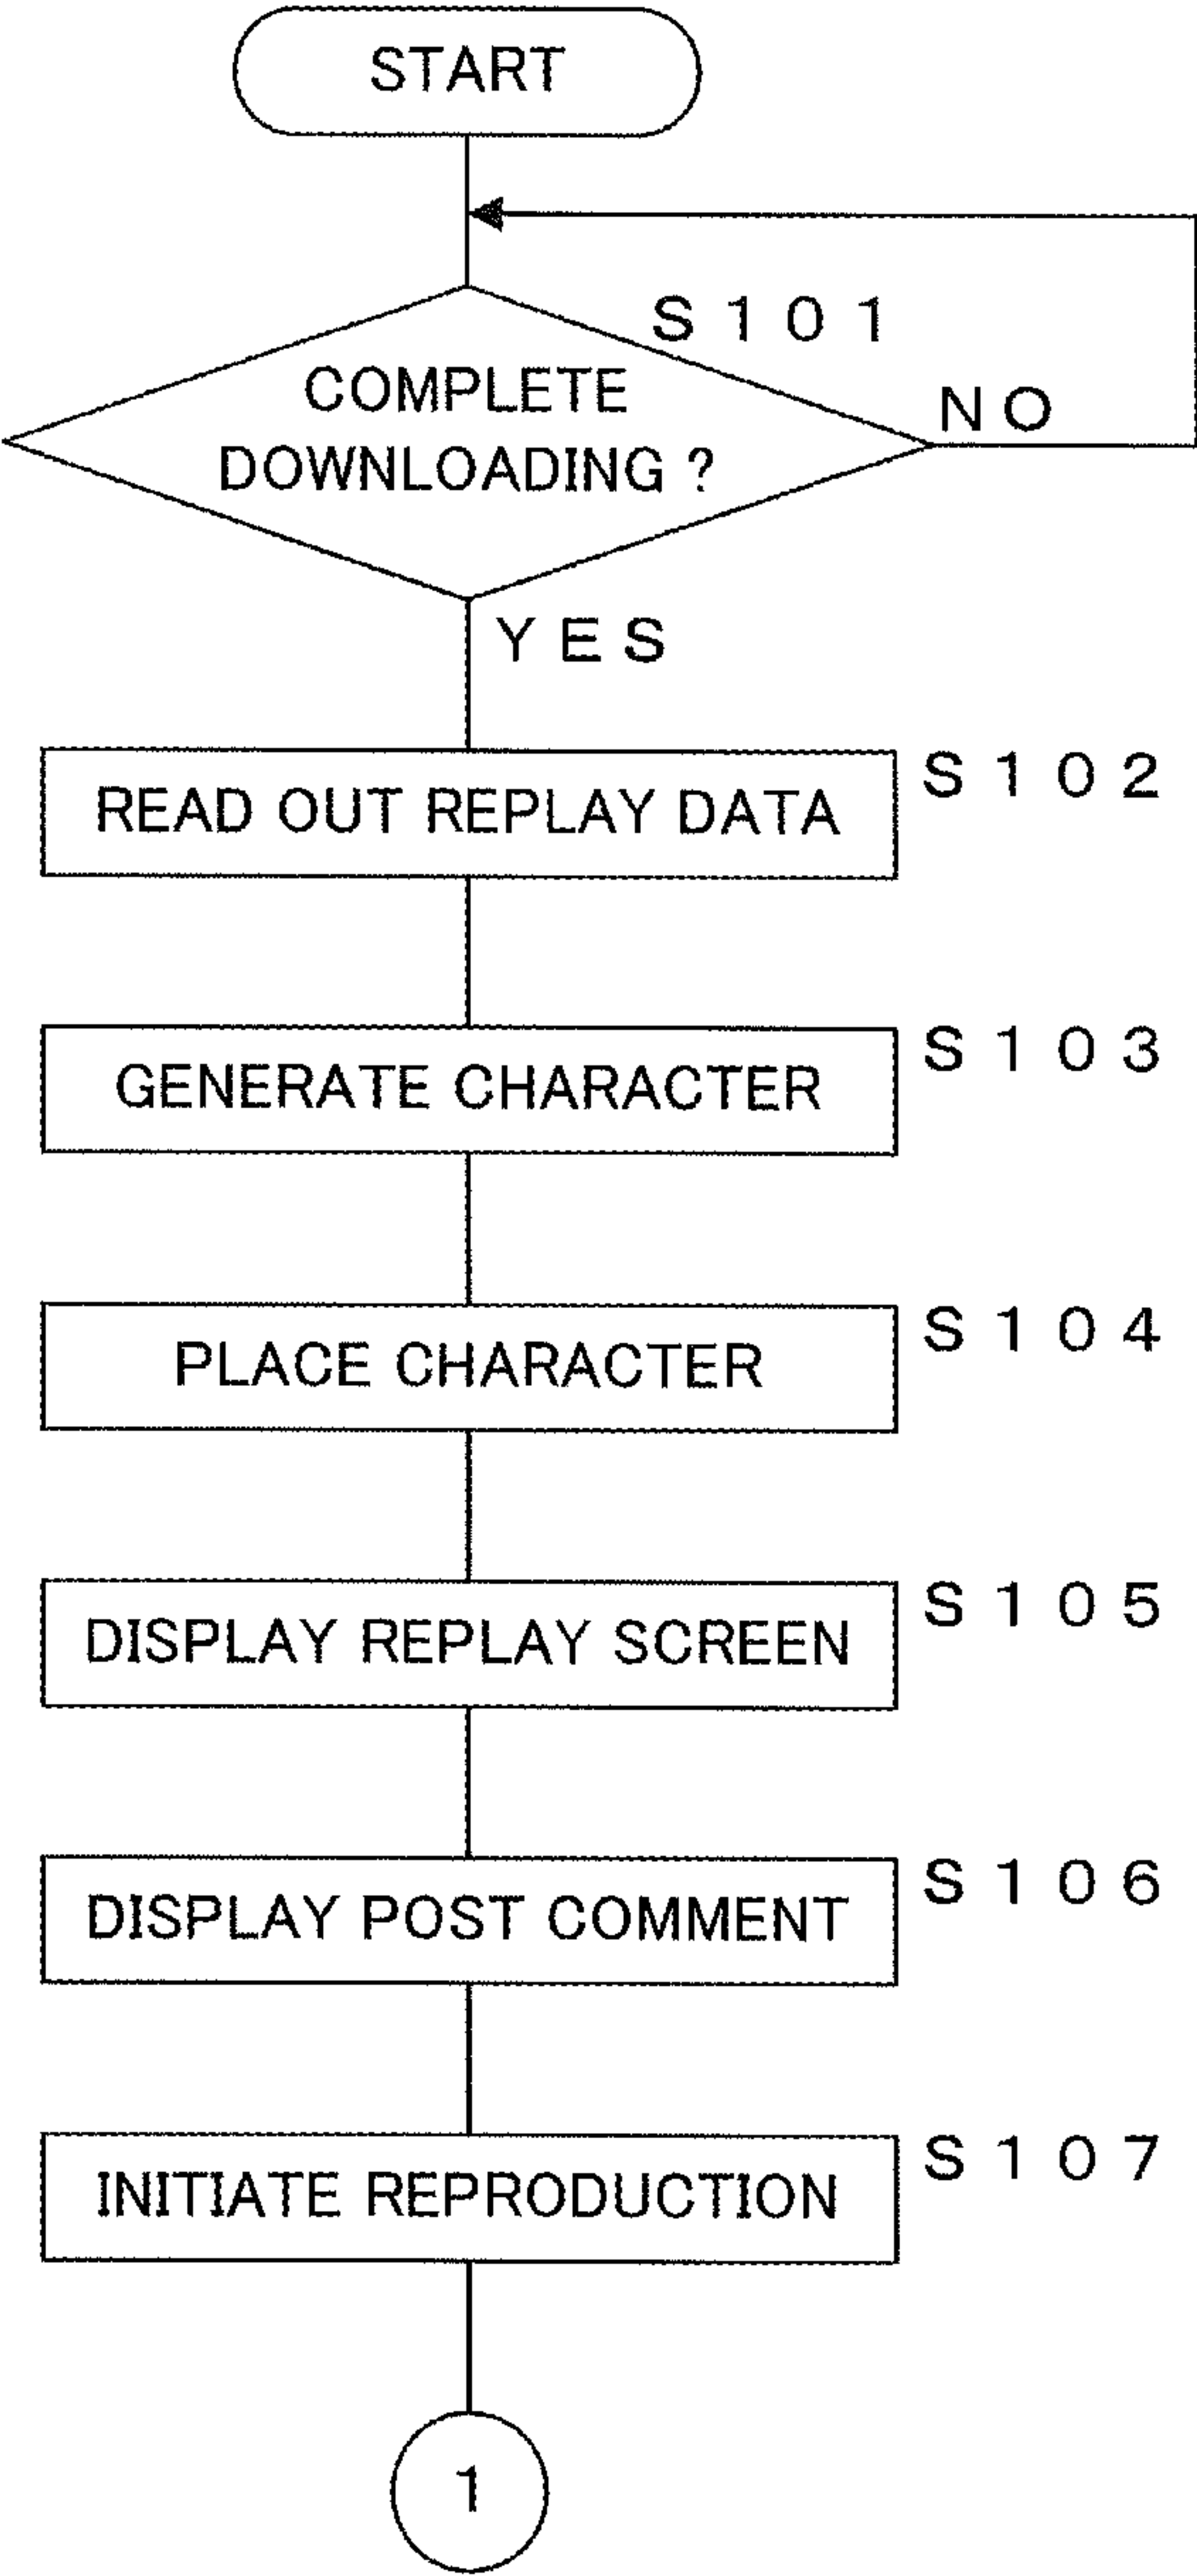 START
S101
COMPLETE
DOWNLOADING ?
NO
YES
READ OUT REPLAY DATA
S102
GENERATE CHARACTER
S103
PLACE CHARACTER
S104
DISPLAY REPLAY SCREEN
S105
DISPLAY POST COMMENT
S106
INITIATE REPRODUCTION
S107
1